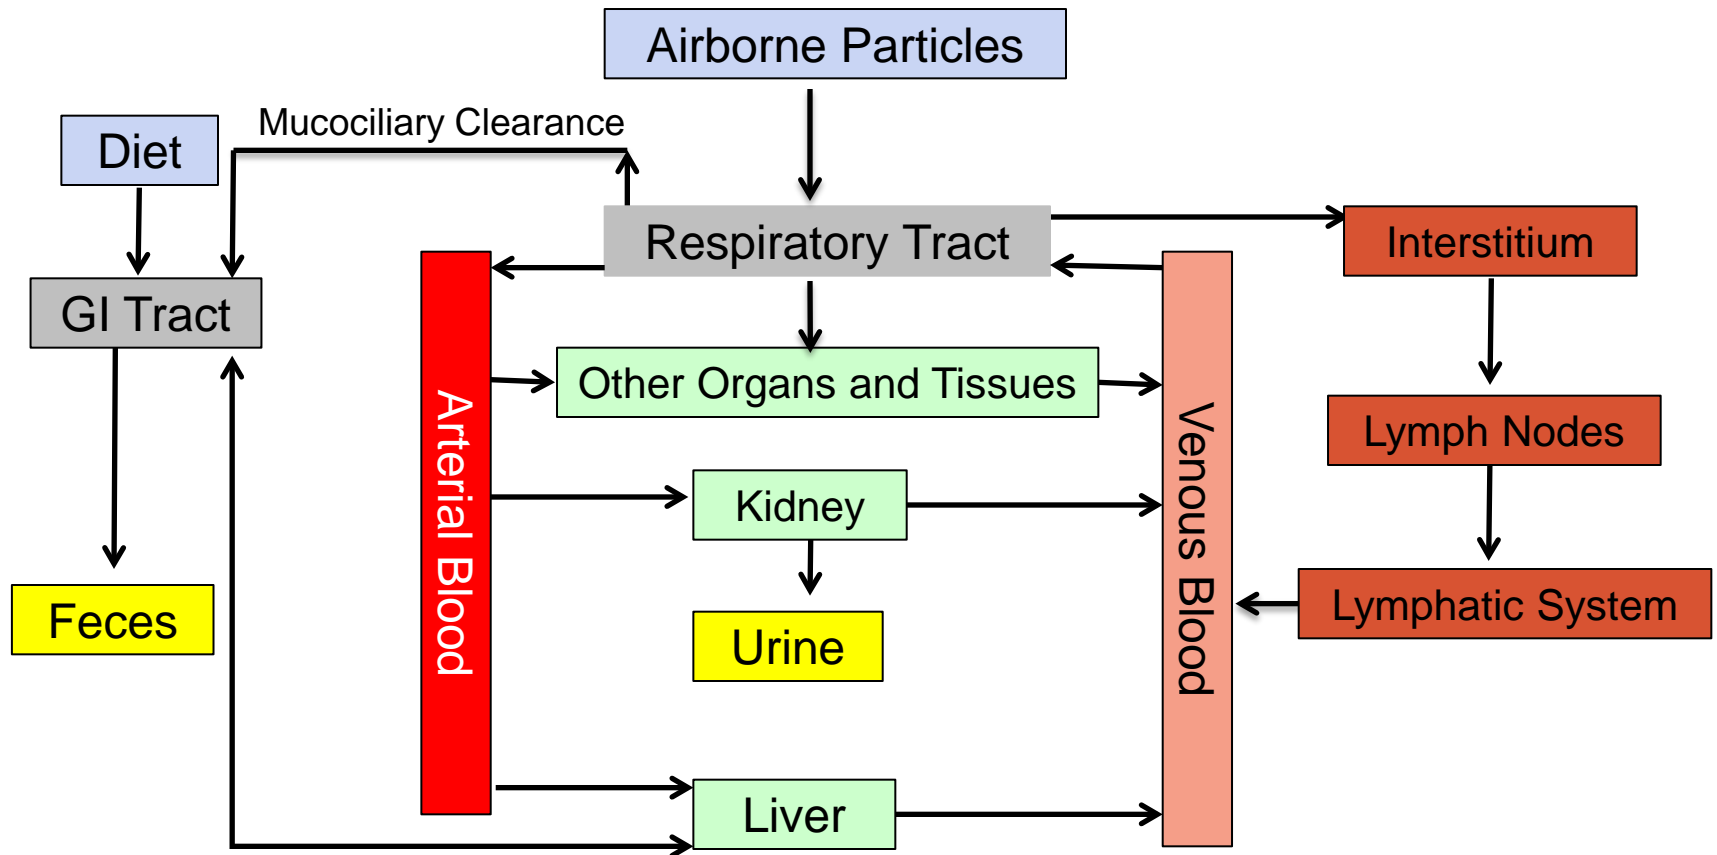 Airborne Particles
Mucociliary Clearance
Diet
Respiratory Tract
Interstitium
GI Tract
Other Organs and Tissues
Arterial Blood
Venous Blood
Lymph Nodes
Kidney
Lymphatic System
Feces
Urine
Liver